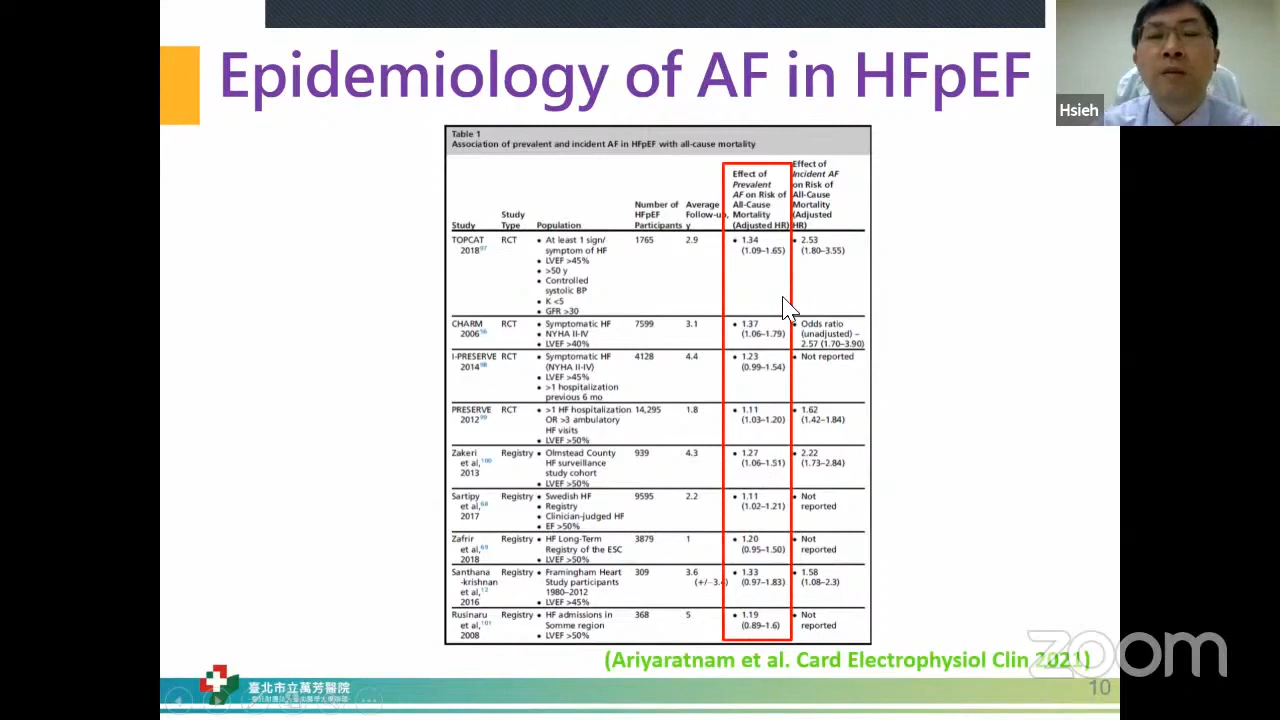 Epidemiology of AF in HFpEF
Hsieh
Table 1
Association of prevalent and incident AF in HFpEF with all-cause mortality
Study
Study Type
Population
Number of HFpEF Participants
Average Follow-up, y
Effect of Prevalent AF on Risk of All-Cause Mortality (Adjusted HR)
Effect of Incident AF on Risk of All-Cause Mortality (Adjusted HR)
TOPCAT 2018⁹⁷ RCT • At least 1 sign/ 1765 2.9 • 1.34 • 2.53
symptom of HF (1.09–1.65) (1.80–3.55)
• LVEF >45%
• >50 y
• Controlled
systolic BP
• K <5
• GFR >30
CHARM RCT • Symptomatic HF 7599 3.1 • 1.37 • Odds ratio
2006⁵⁶ • NYHA II-IV (1.06–1.79) (unadjusted) –
• LVEF >40% 2.57 (1.70–3.90)
I-PRESERVE RCT • Symptomatic HF 4128 4.4 • 1.23 • Not reported
2014⁹⁸ (NYHA II-IV) (0.99–1.54)
• LVEF >45%
• >1 hospitalization
previous 6 mo
PRESERVE RCT • >1 HF hospitalization 14,295 1.8 • 1.11 • 1.62
2012⁹⁹ OR >3 ambulatory (1.03–1.20) (1.42–1.84)
HF visits
• LVEF >50%
Zakeri Registry • Olmstead County 939 4.3 • 1.27 • 2.22
et al,¹⁰⁰ HF surveillance (1.06–1.51) (1.73–2.84)
2013 study cohort
• LVEF >50%
Sartipy Registry • Swedish HF 9595 2.2 • 1.11 • Not
et al,⁶⁸ • Registry (1.02–1.21) reported
2017 • Clinician-judged HF
• EF >50%
Zafrir Registry • HF Long-Term 3879 1 • 1.20 • Not
et al,⁶⁹ Registry of the ESC (0.95–1.50) reported
2018 • LVEF >50%
Santhana Registry • Framingham Heart 309 3.6 • 1.33 • 1.58
-krishnan Study participants (+/−3. (0.97–1.83) (1.08–2.3)
et al,¹² 1980–2012
2016 • LVEF >45%
Rusinaru Registry • HF admissions in 368 5 • 1.19 • Not
et al,¹⁰¹ Somme region (0.89–1.6) reported
2008 • LVEF >50%
(Ariyaratnam et al. Card Electrophysiol Clin 2021)
zoom
臺北市立萬芳醫院
10